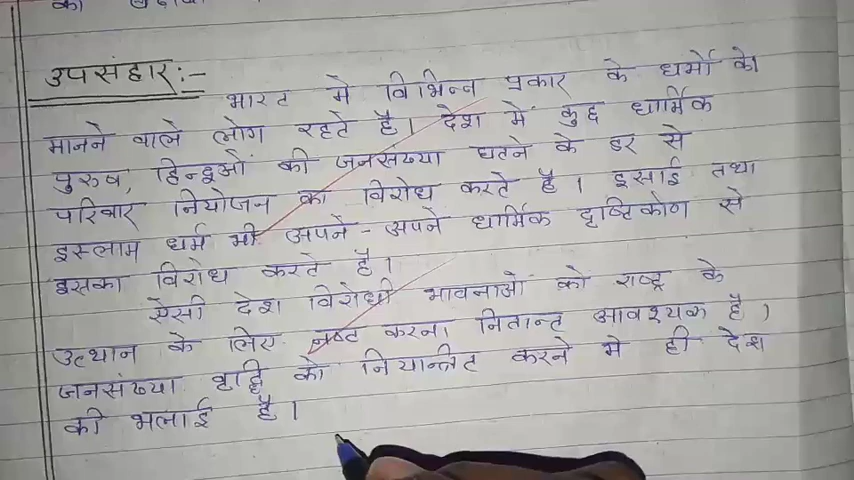 उपसंहार:-
भारत मे विभिन्न प्रकार के धर्मो को
मानने वाले लोग रहते है। देश में कुछ धार्मिक
पुरुष, हिन्दुओं की जनसंख्या घटने के डर से
परिवार नियोजन का विरोध करते है। इसाई तथा
इस्लाम धर्म भी अपने-अपने धार्मिक दृष्टिकोण से
इसका विरोध करते है।
ऐसी देश विरोधी भावनाओं को राष्ट्र के
उत्थान के लिए नष्ट करना नितान्त आवश्यक है।
जनसंख्या वृद्धि को नियन्त्रित करने मे ही देश
की भलाई है।